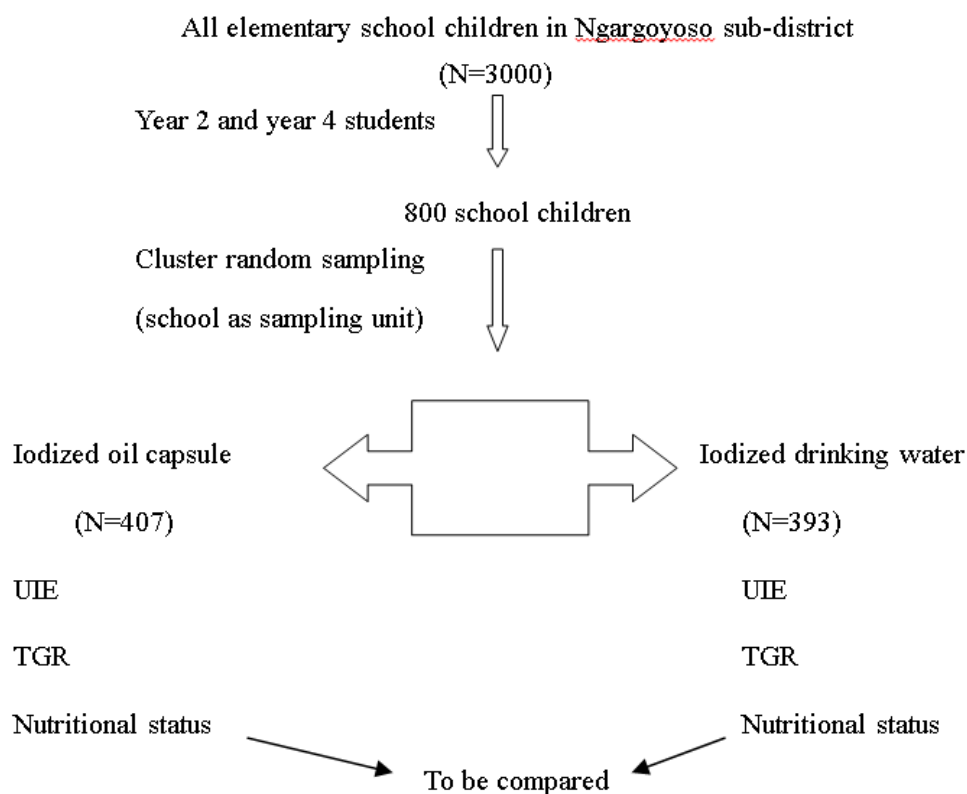 All elementary school children in Ngargoyoso sub-district
(N=3000)
Year 2 and year 4 students
800 school children
Cluster random sampling
(school as sampling unit)
Iodized oil capsule
(N=407)
UIE
TGR
Nutritional status
Iodized drinking water
(N=393)
UIE
TGR
Nutritional status
To be compared